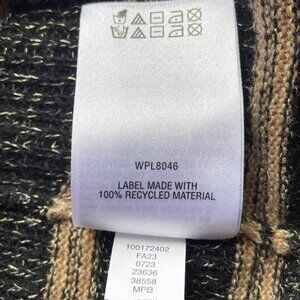 WPL8046
LABEL MADE WITH
100% RECYCLED MATERIAL
100172402
FA23
0723
23636
38558
MPB